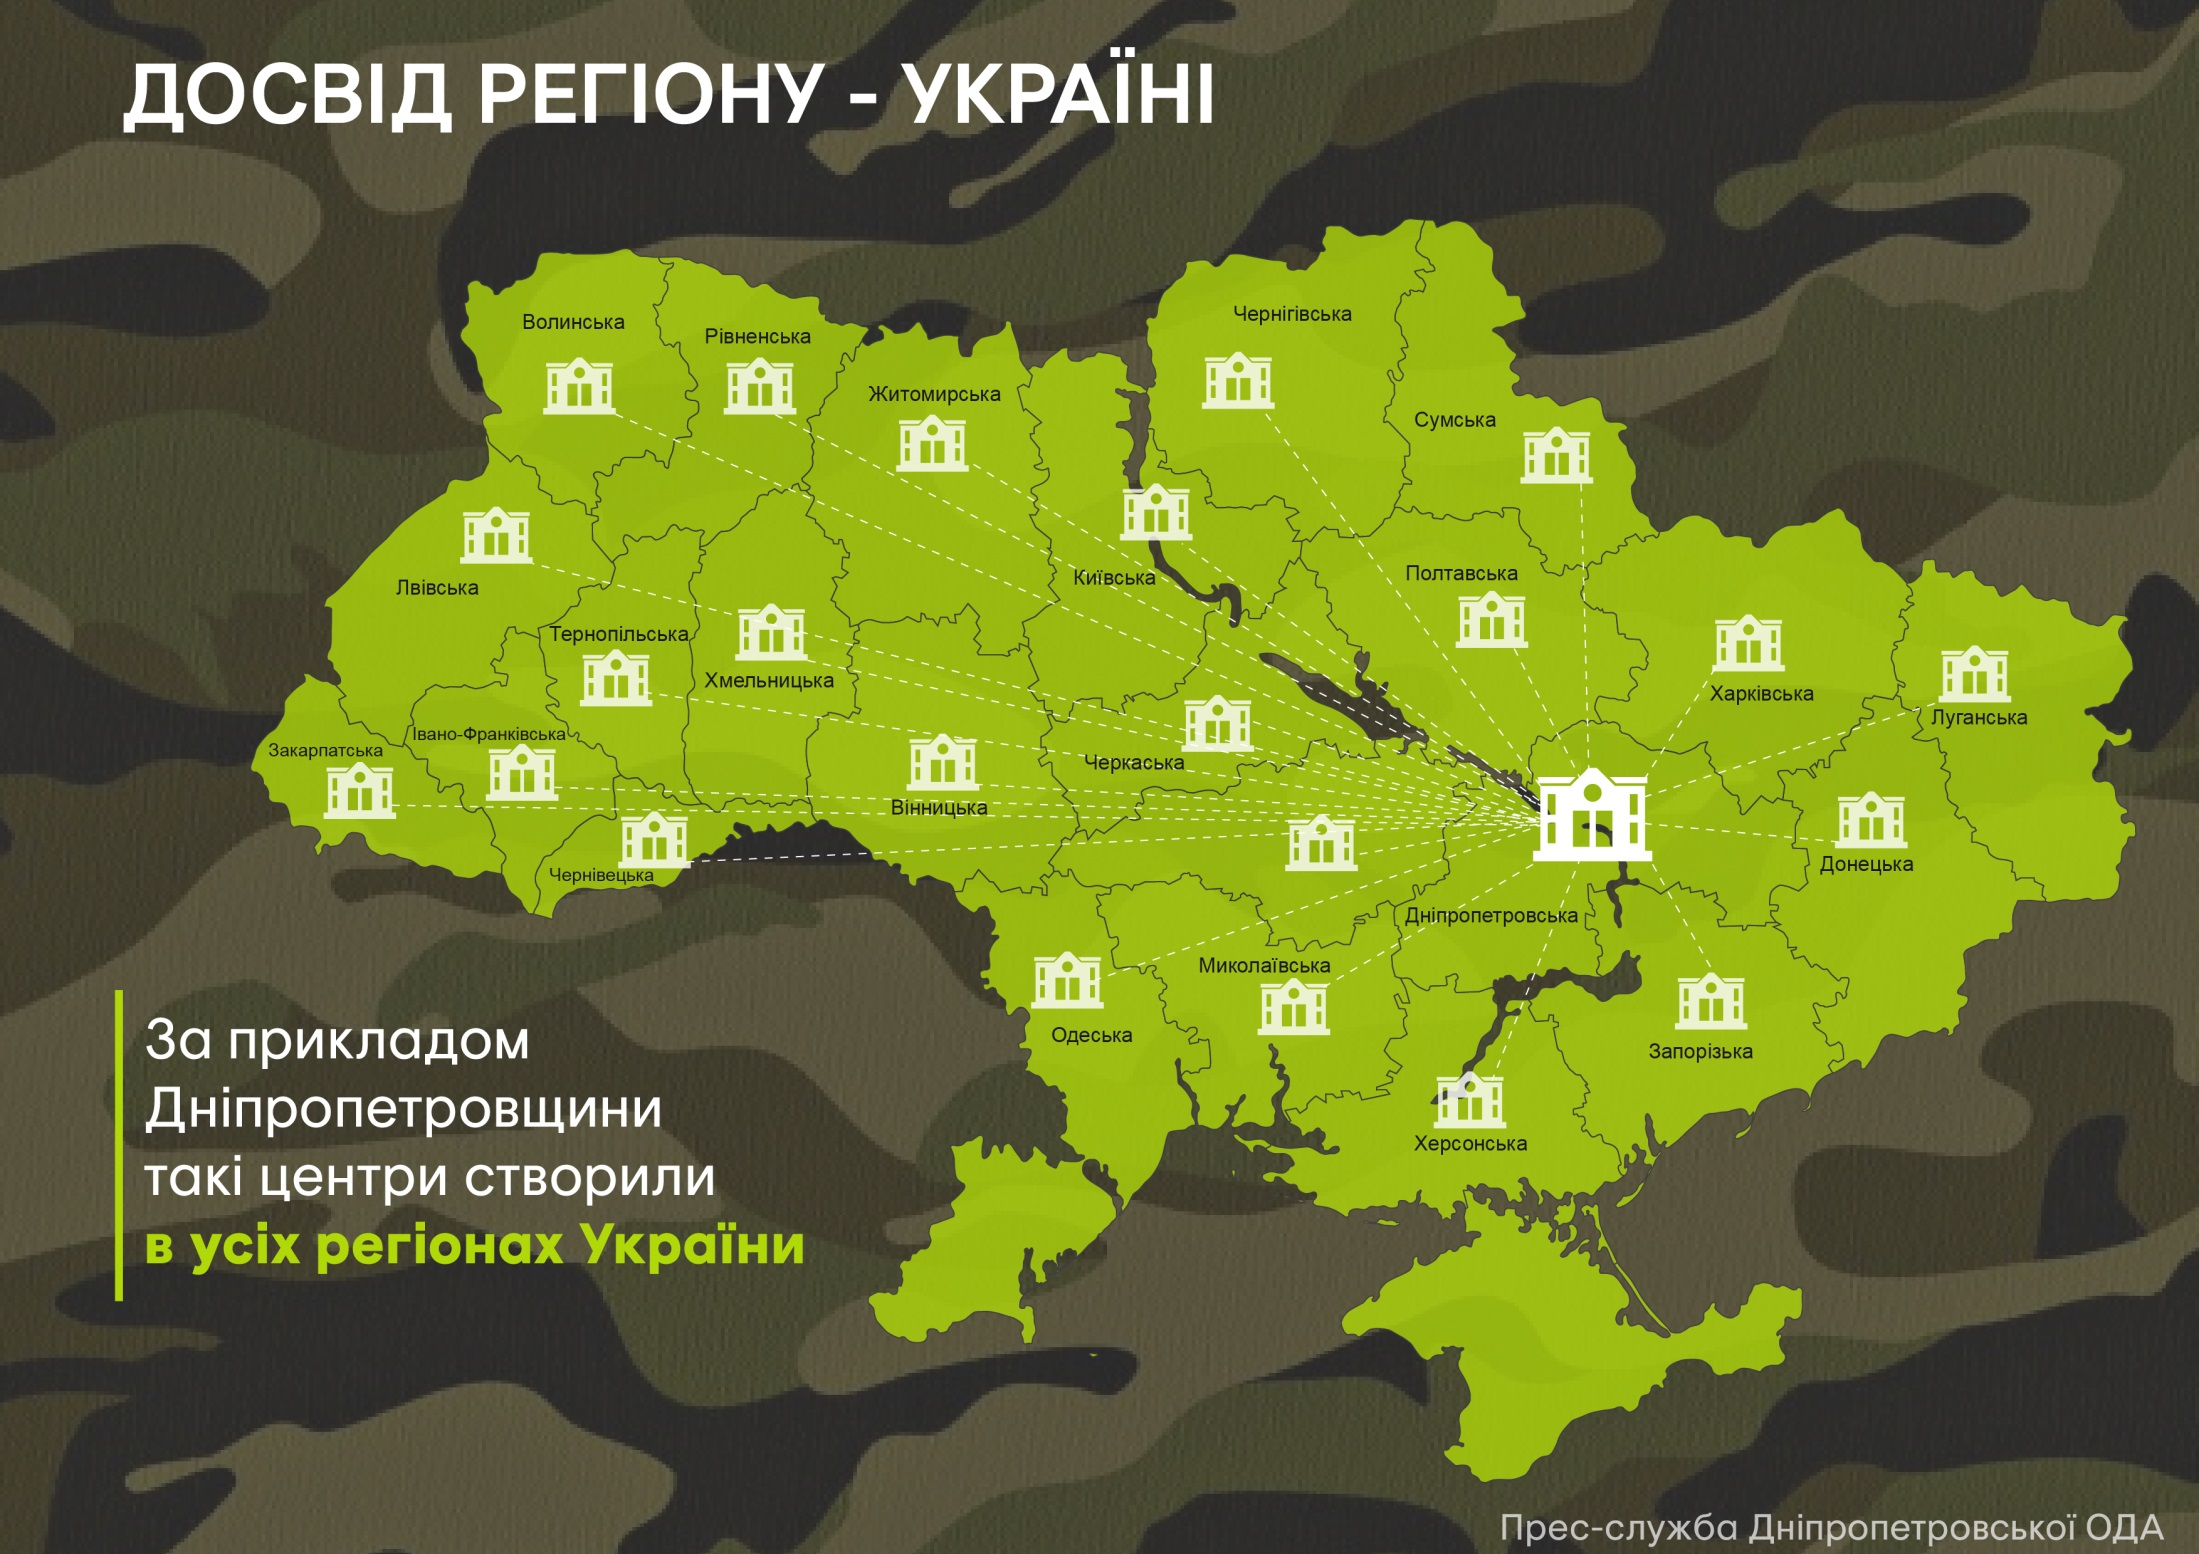 ДОСВІД РЕГІОНУ - УКРАЇНІ
Волинська
Рівненська
Житомирська
Чернігівська
Сумська
Київська
Полтавська
Львівська
Тернопільська
Хмельницька
Харківська
Луганська
Івано-Франківська
Закарпатська
Черкаська
Вінницька
Донецька
Чернівецька
Дніпропетровська
Миколаївська
Одеська
Запорізька
Херсонська
За прикладом
Дніпропетровщини
такі центри створили
в усіх регіонах України
Прес-служба Дніпропетровської ОДА